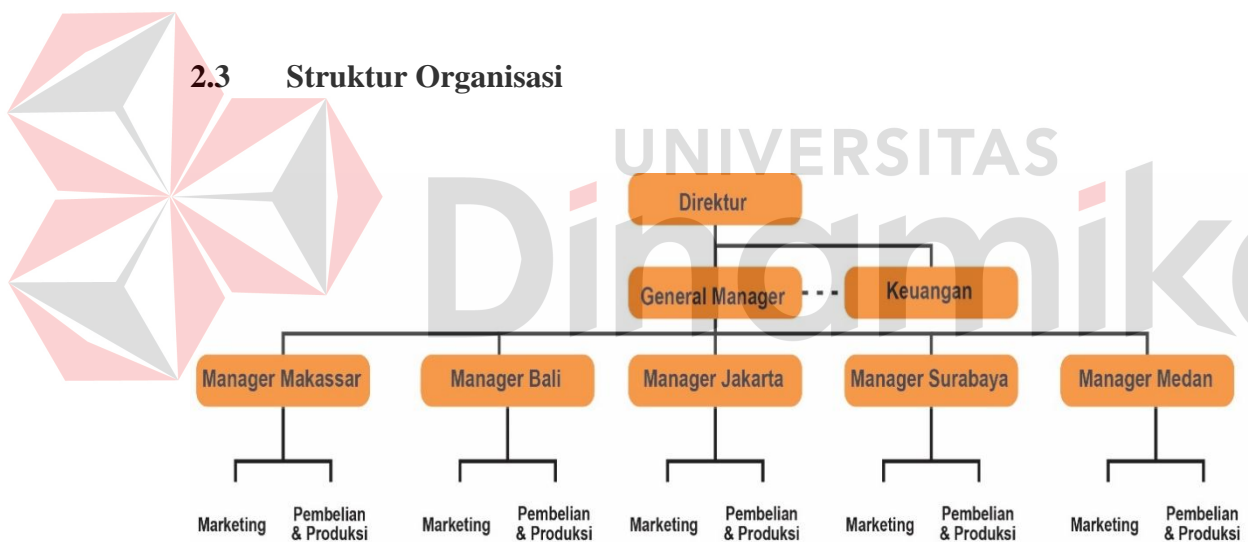 2.3 Struktur Organisasi
UNIVERSITAS
Dinamika
Direktur
General Manager
Keuangan
Manager Makassar
Manager Bali
Manager Jakarta
Manager Surabaya
Manager Medan
Marketing
Pembelian
& Produksi
Marketing
Pembelian
& Produksi
Marketing
Pembelian
& Produksi
Marketing
Pembelian
& Produksi
Marketing
Pembelian
& Produksi